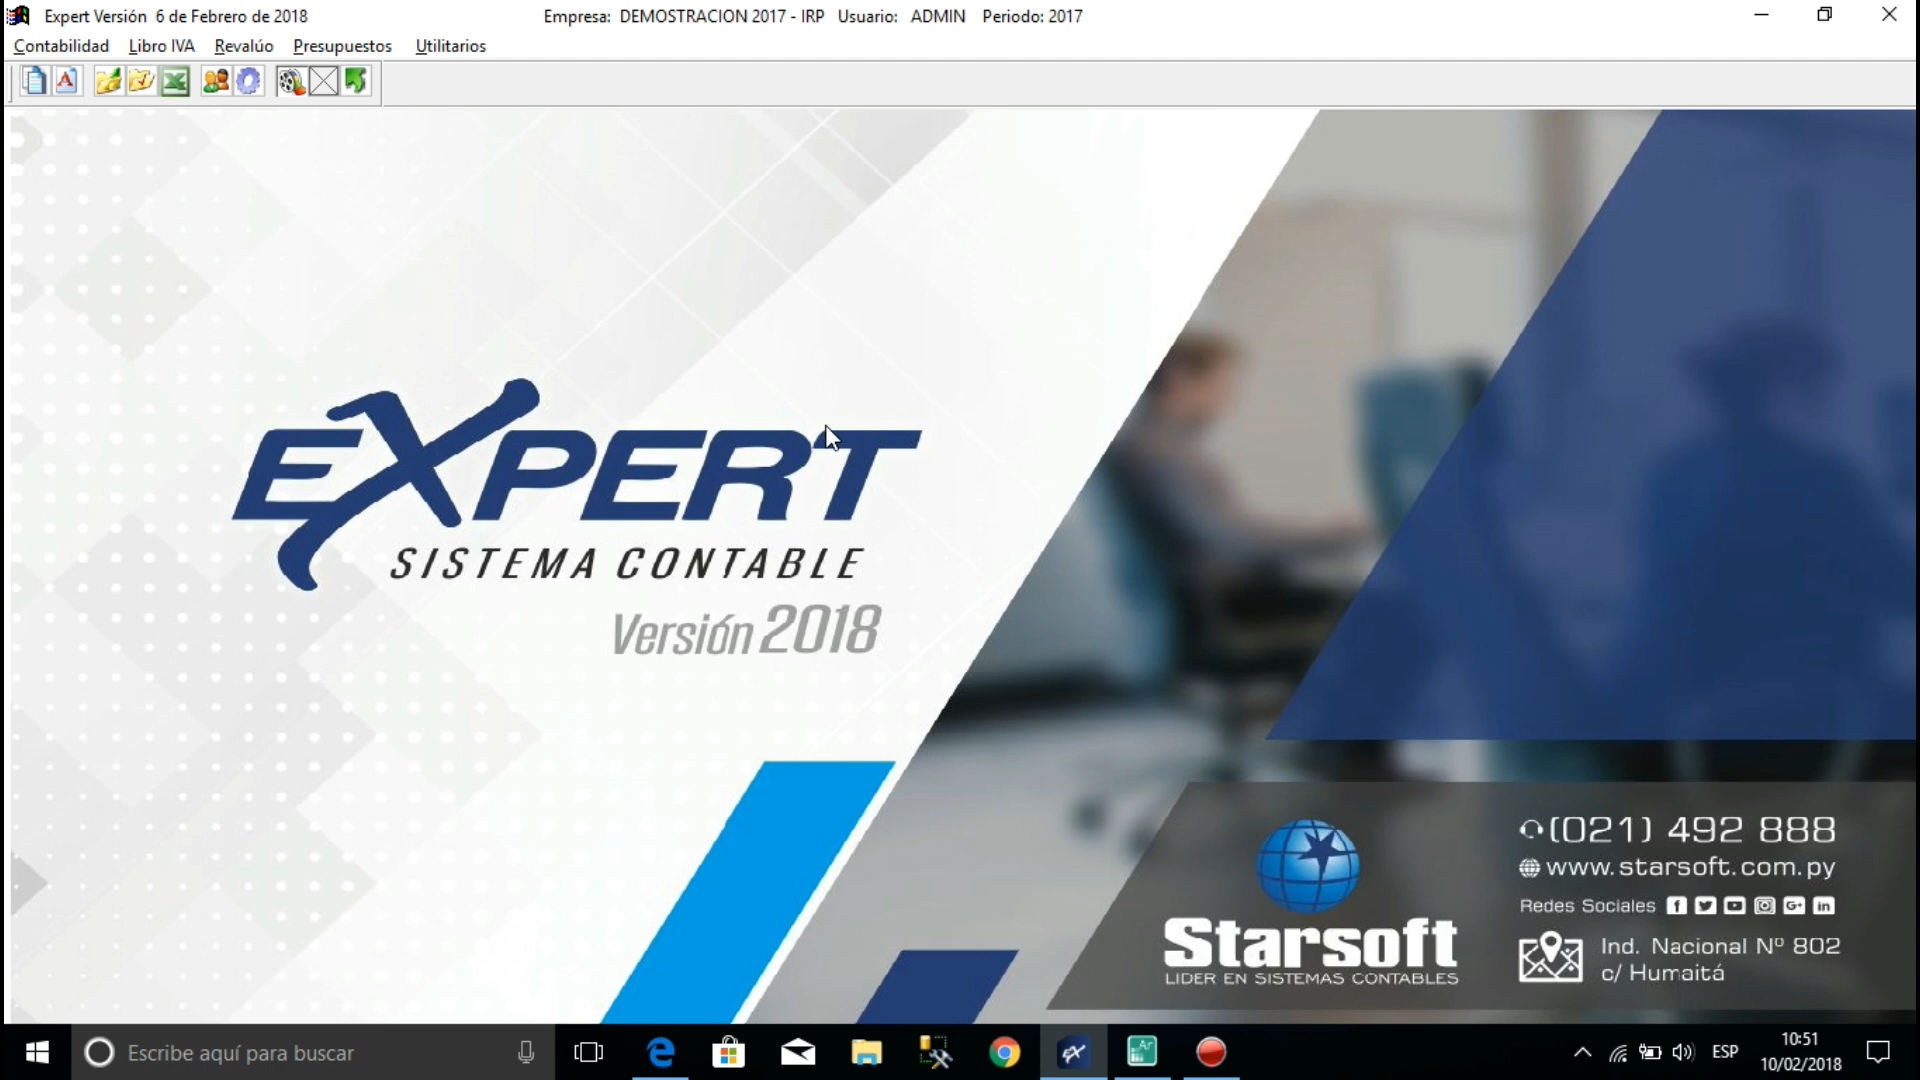 Expert Versión 6 de Febrero de 2018 Empresa: DEMOSTRACION 2017 - IRP Usuario: ADMIN Periodo: 2017
Contabilidad Libro IVA Revalúo Presupuestos Utilitarios
EXPERT
SISTEMA CONTABLE
Versión 2018
(021) 492 888
www.starsoft.com.py
Redes Sociales
Starsoft
LIDER EN SISTEMAS CONTABLES
Ind. Nacional Nº 802
c/ Humaitá
Escribe aquí para buscar
ESP
10:51
10/02/2018